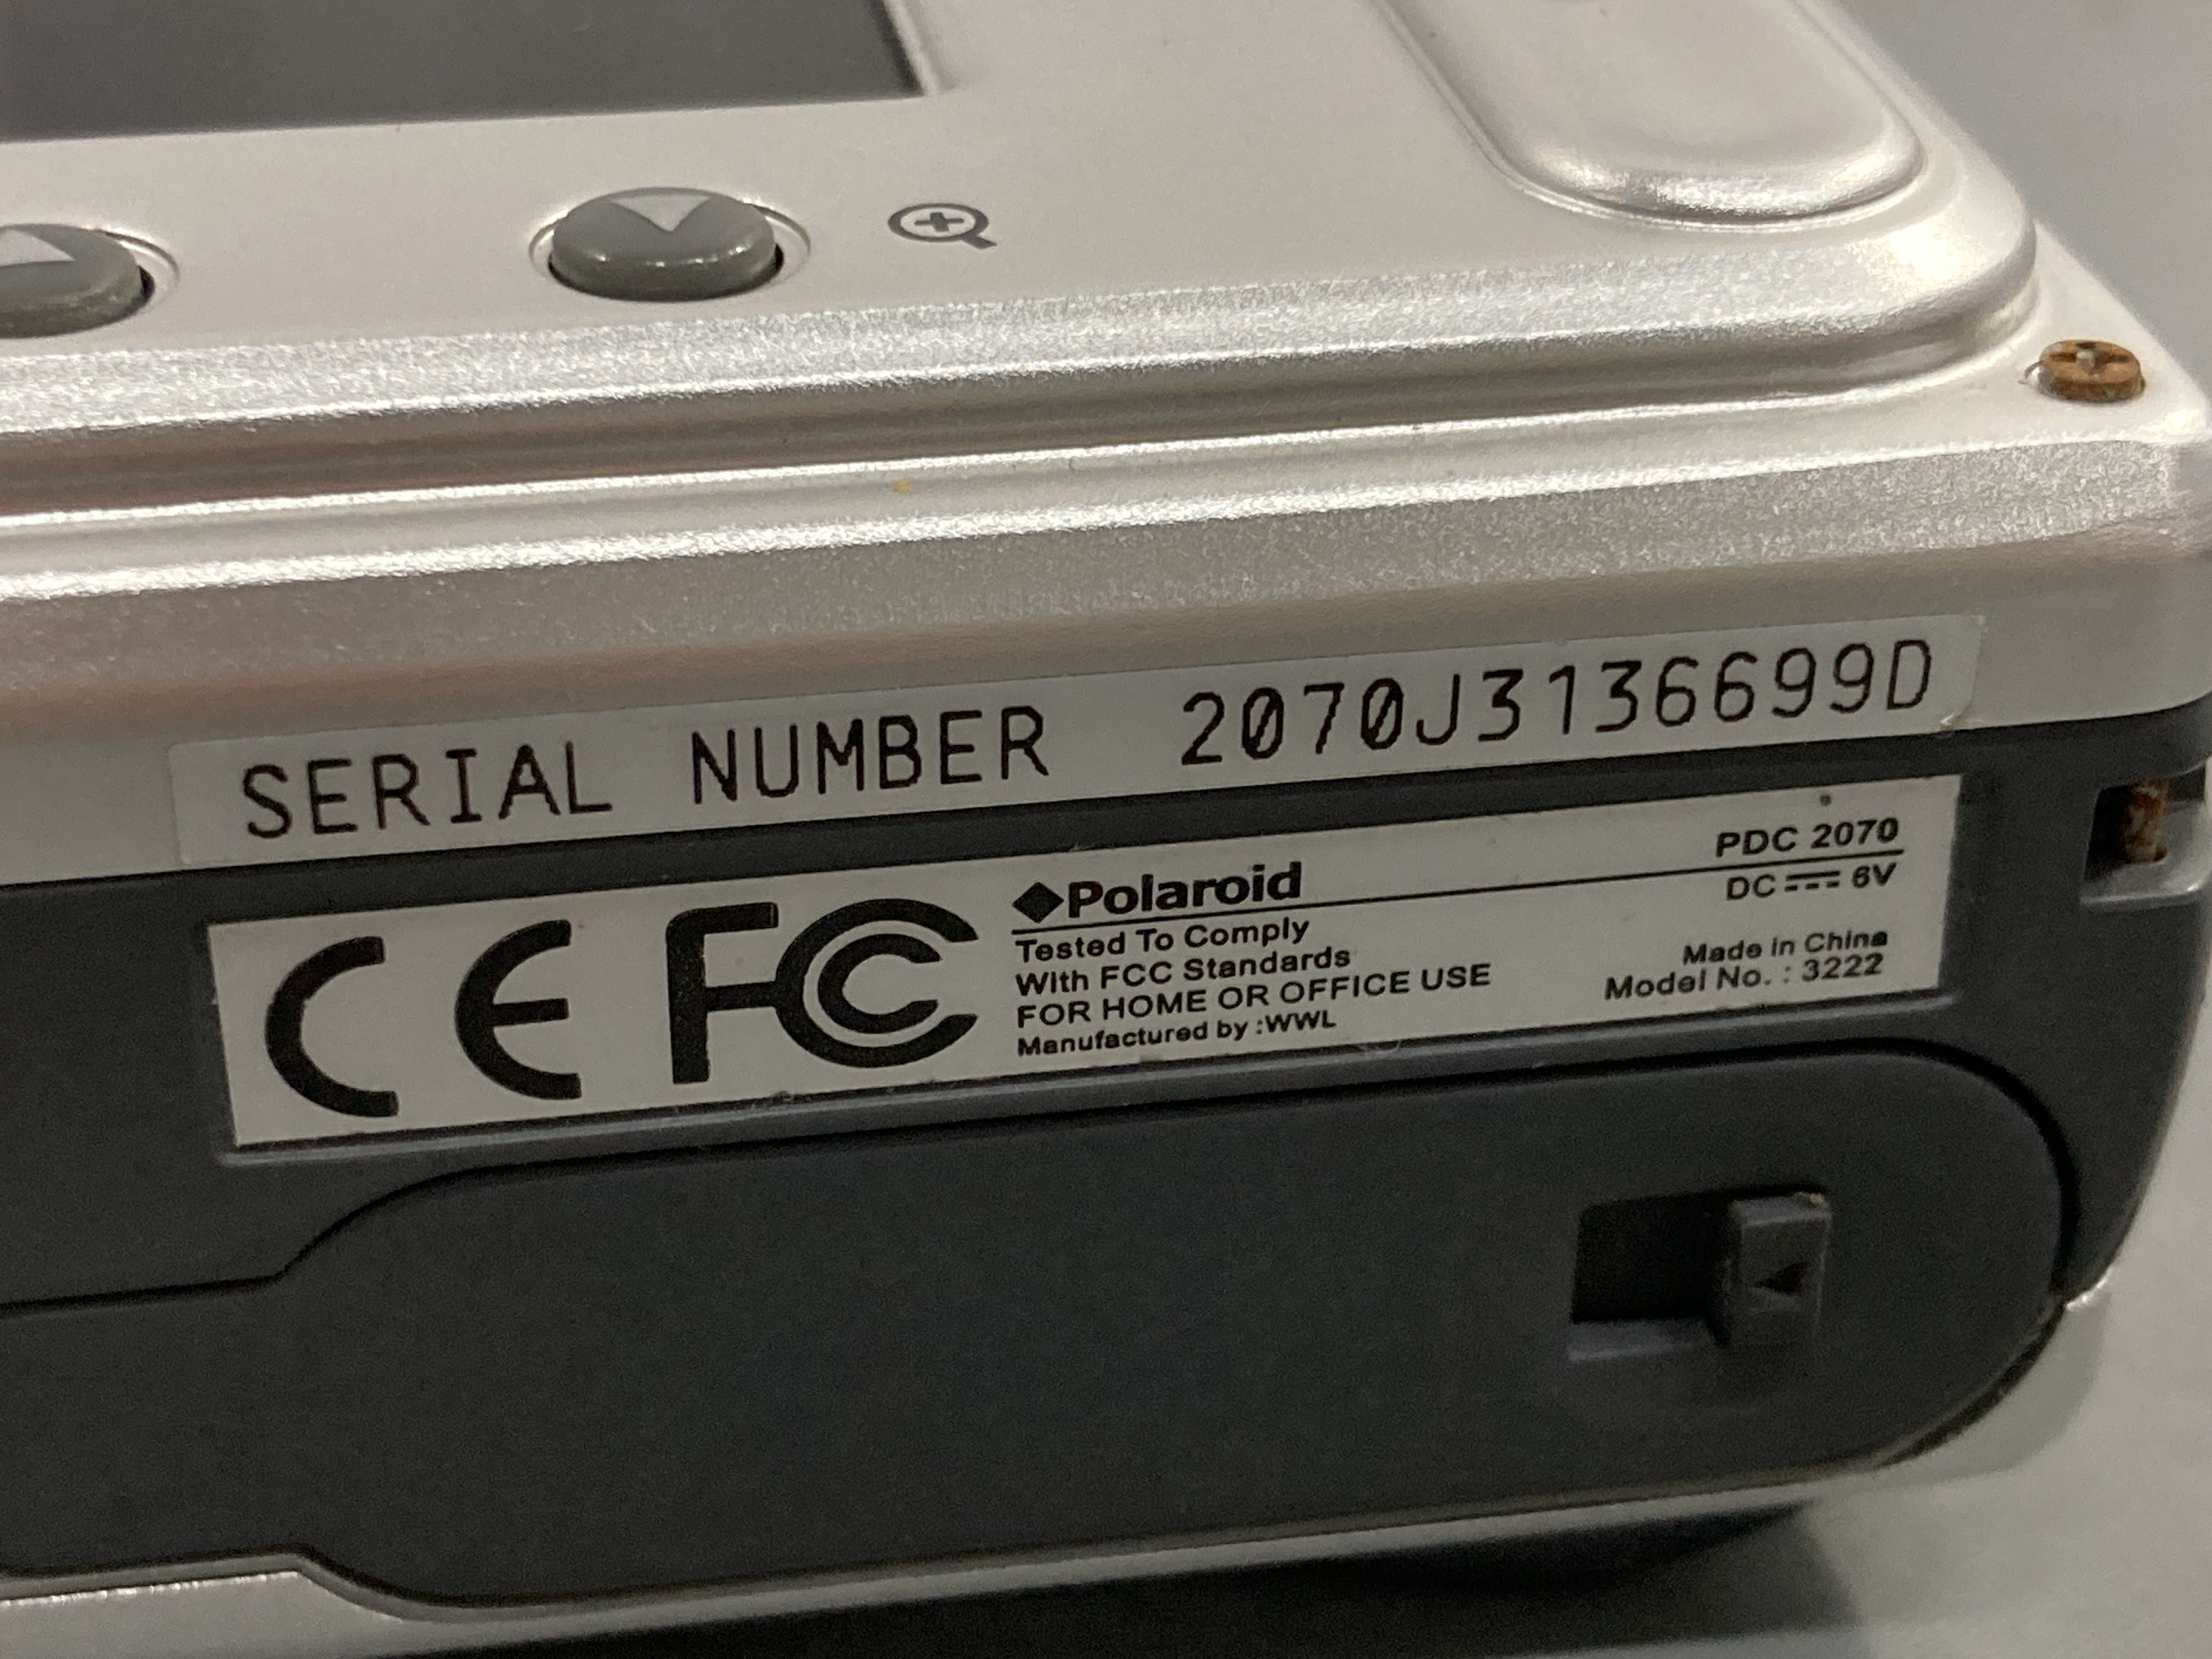 SERIAL NUMBER 2070J3136699D
Polaroid
PDC 2070
DC 6V
Tested To Comply
With FCC Standards
FOR HOME OR OFFICE USE
Manufactured by :WWL
Made in China
Model No. : 3222
CE FC